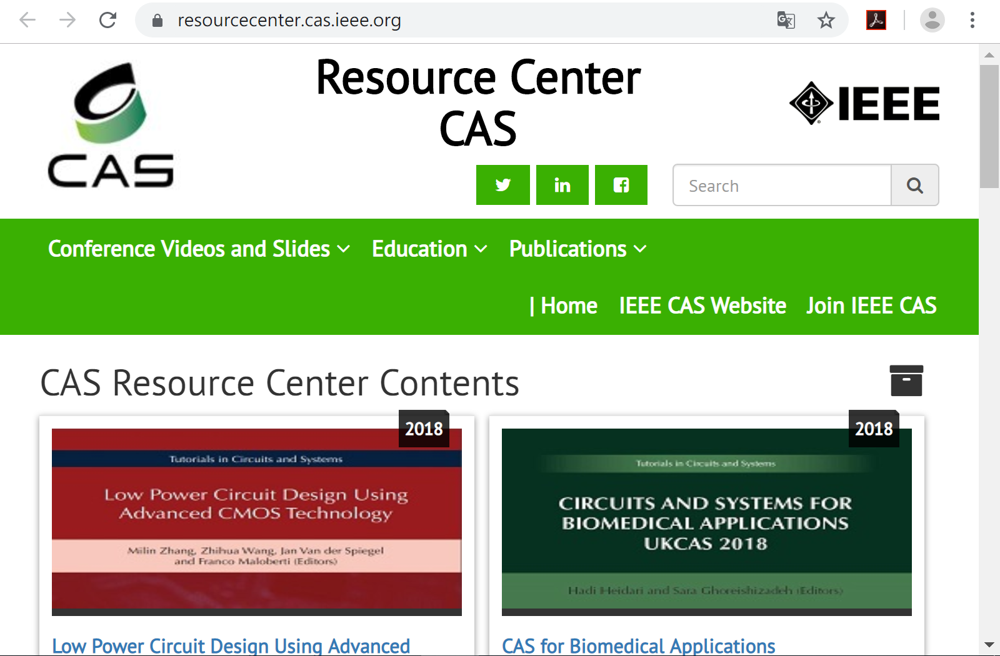 resourcecenter.cas.ieee.org
Resource Center
CAS
CAS
IEEE
Search
Conference Videos and Slides
Education
Publications
| Home
IEEE CAS Website
Join IEEE CAS
CAS Resource Center Contents
2018
Tutorials in Circuits and Systems
Low Power Circuit Design Using
Advanced CMOS Technology
Milin Zhang, Zhihua Wang, Jan Van der Spiegel
and Franco Maloberti (Editors)
Low Power Circuit Design Using Advanced
2018
Tutorials in Circuits and Systems
CIRCUITS AND SYSTEMS FOR
BIOMEDICAL APPLICATIONS
UKCAS 2018
Hadi Heidari and Sara Ghoreishizadeh (Editors)
CAS for Biomedical Applications